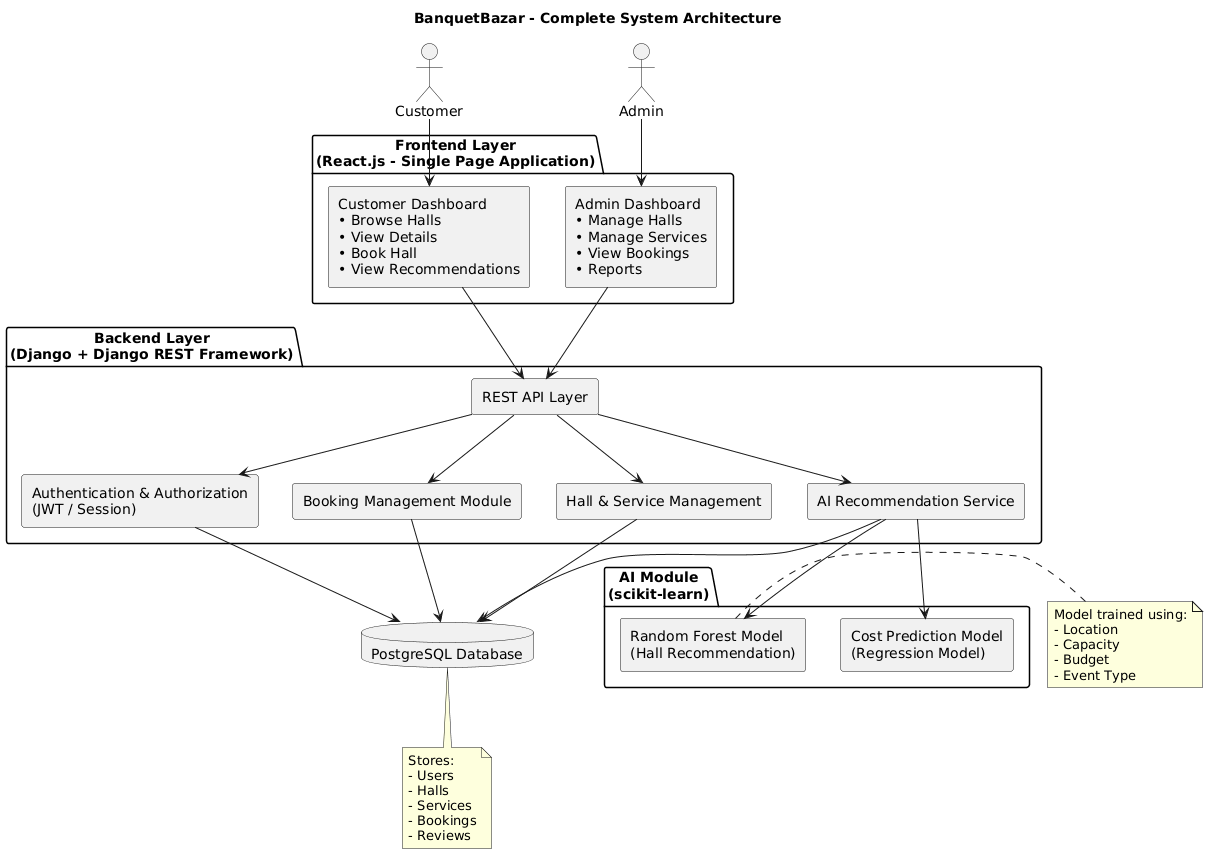 BanquetBazar - Complete System Architecture
Customer
Admin
Frontend Layer
(React.js - Single Page Application)
Customer Dashboard
• Browse Halls
• View Details
• Book Hall
• View Recommendations
Admin Dashboard
• Manage Halls
• Manage Services
• View Bookings
• Reports
Backend Layer
(Django + Django REST Framework)
REST API Layer
Authentication & Authorization
(JWT / Session)
Booking Management Module
Hall & Service Management
AI Recommendation Service
AI Module
(scikit-learn)
Random Forest Model
(Hall Recommendation)
Cost Prediction Model
(Regression Model)
Model trained using:
- Location
- Capacity
- Budget
- Event Type
PostgreSQL Database
Stores:
- Users
- Halls
- Services
- Bookings
- Reviews